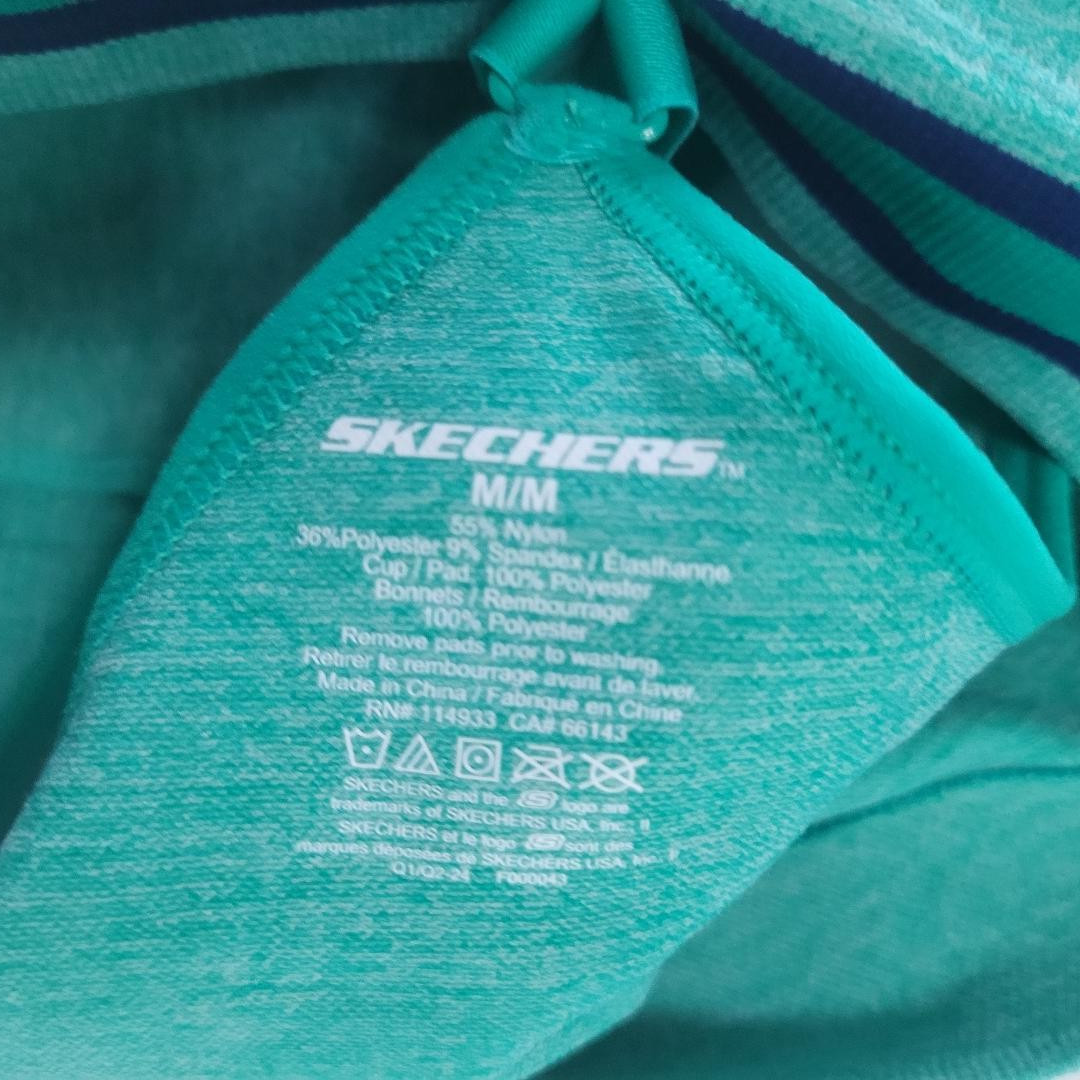 SKECHERS™
M/M
55% Nylon
36%Polyester 9% Spandex / Élasthanne
Cup / Pad: 100% Polyester
Bonnets / Rembourrage
100% Polyester
Remove pads prior to washing.
Retirer le rembourrage avant de laver.
Made in China / Fabriqué en Chine
RN# 114933 CA# 66143
SKECHERS and the S logo are
trademarks of SKECHERS USA, Inc. II
SKECHERS et le logo S sont des
marques déposées de SKECHERS USA, Inc. II
Q1/Q2-24 F000043